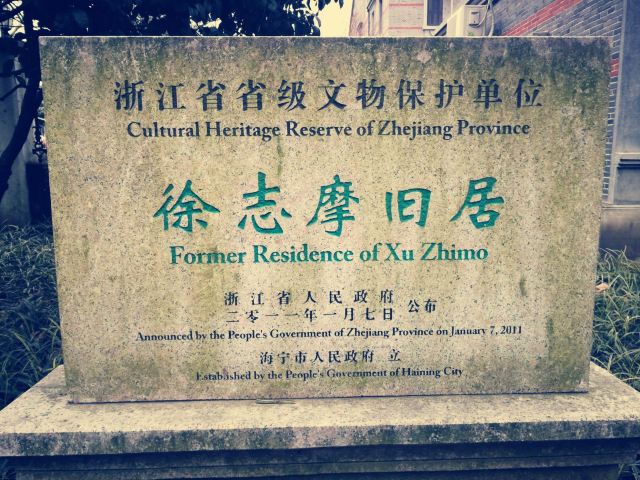 浙江省省级文物保护单位
Cultural Heritage Reserve of Zhejiang Province
徐志摩旧居
Former Residence of Xu Zhimo
浙江省人民政府
二零一一年一月七日 公布
Announced by the People's Government of Zhejiang Province on January 7, 2011
海宁市人民政府 立
Established by the People's Government of Haining City